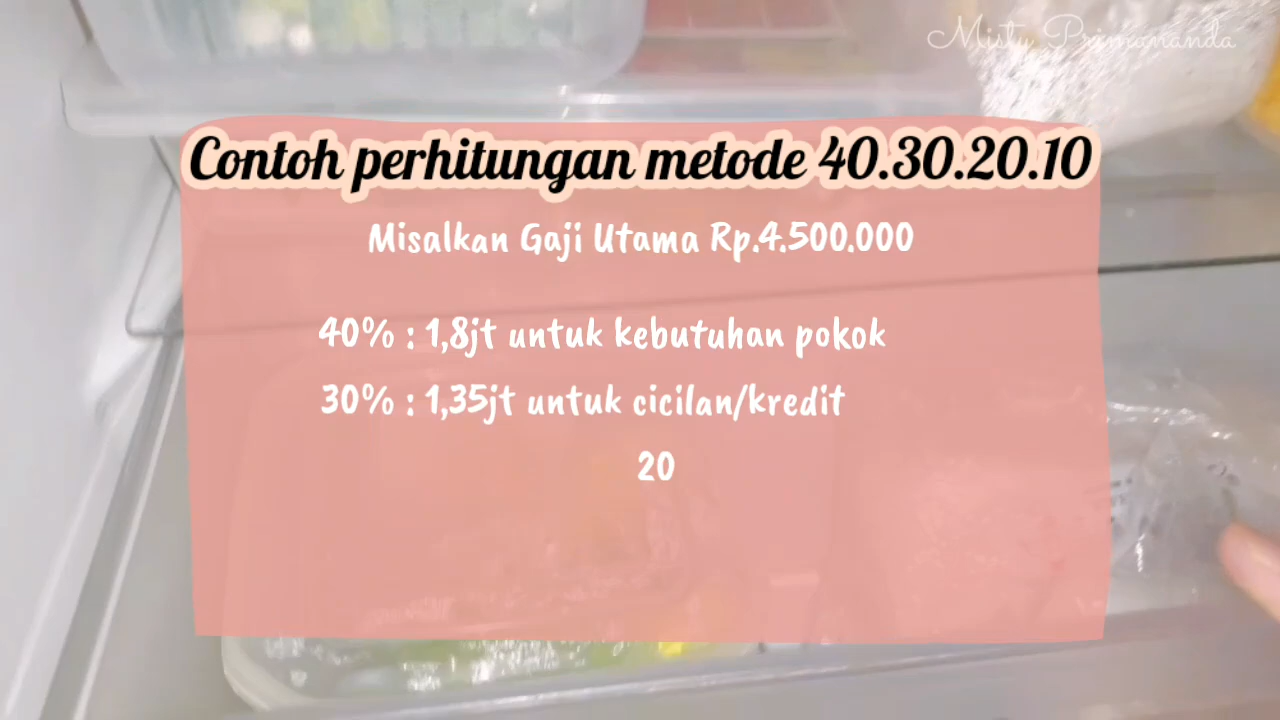 Misty Primananda
Contoh perhitungan metode 40.30.20.10
Misalkan Gaji Utama Rp.4.500.000
40% : 1,8jt untuk kebutuhan pokok
30% : 1,35jt untuk cicilan/kredit
20